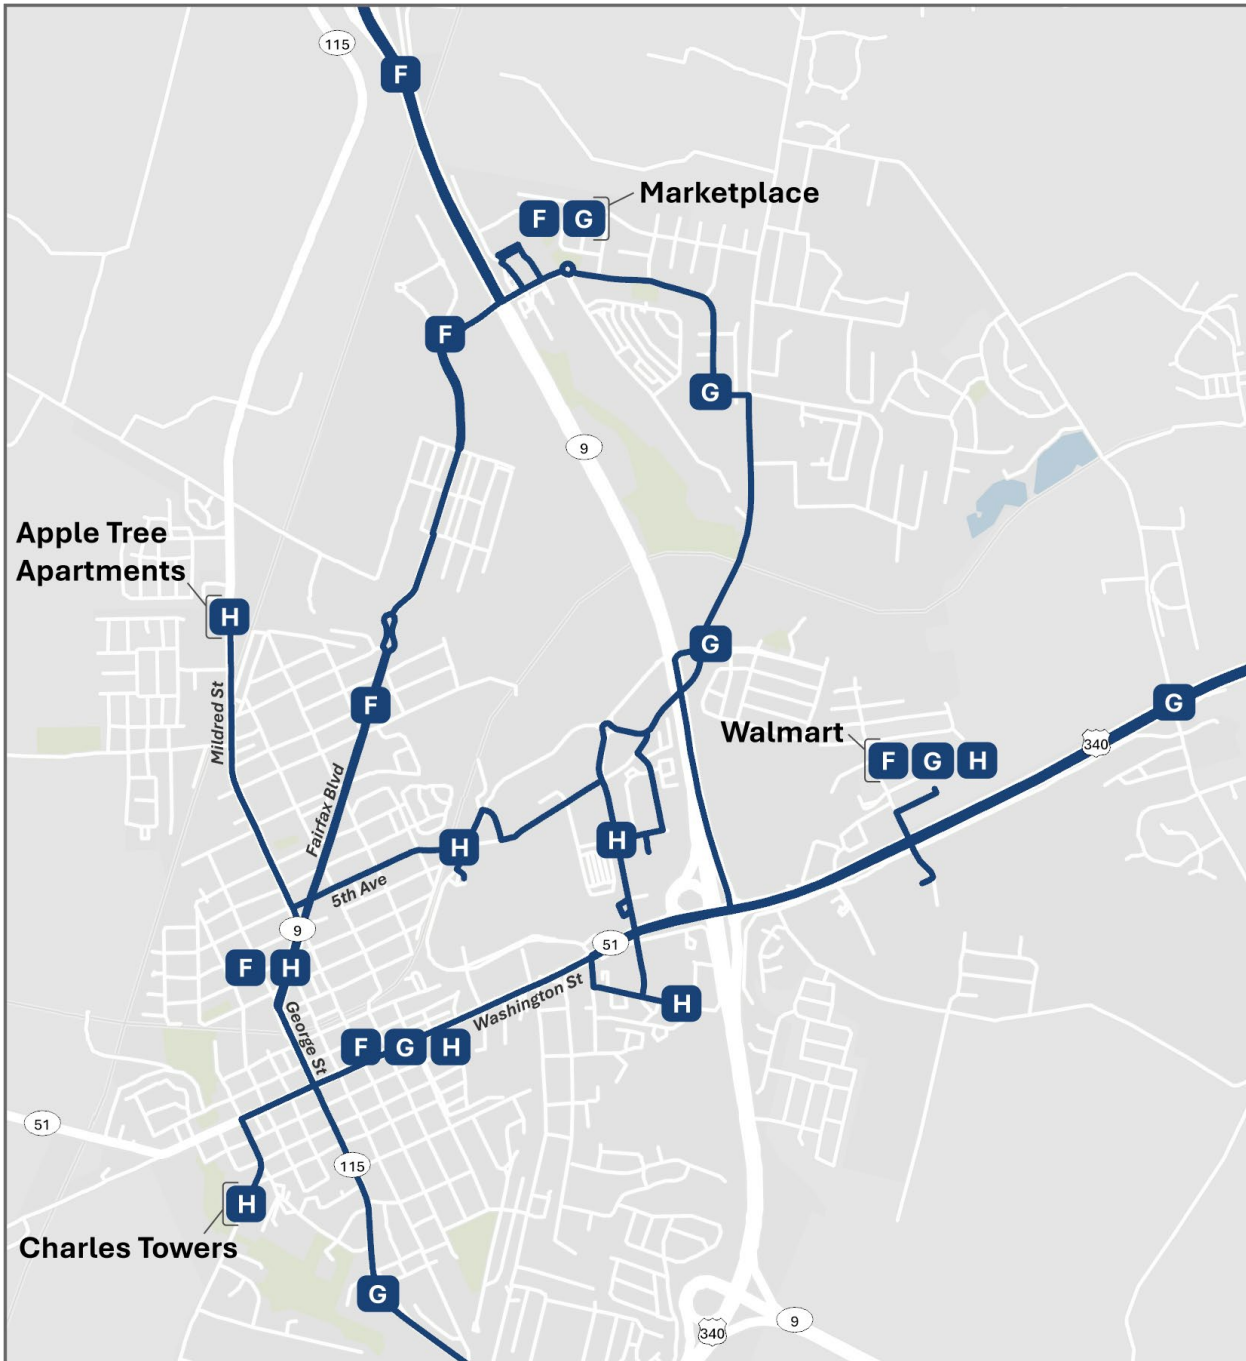 115
F
F G
Marketplace
F
G
9
Apple Tree
Apartments
H
G
Mildred St
F
G
Walmart
F G H
340
Fairfax Blvd
H
H
5th Ave
9
51
F H
Washington St
H
George St
F G H
51
115
H
Charles Towers
G
340
9